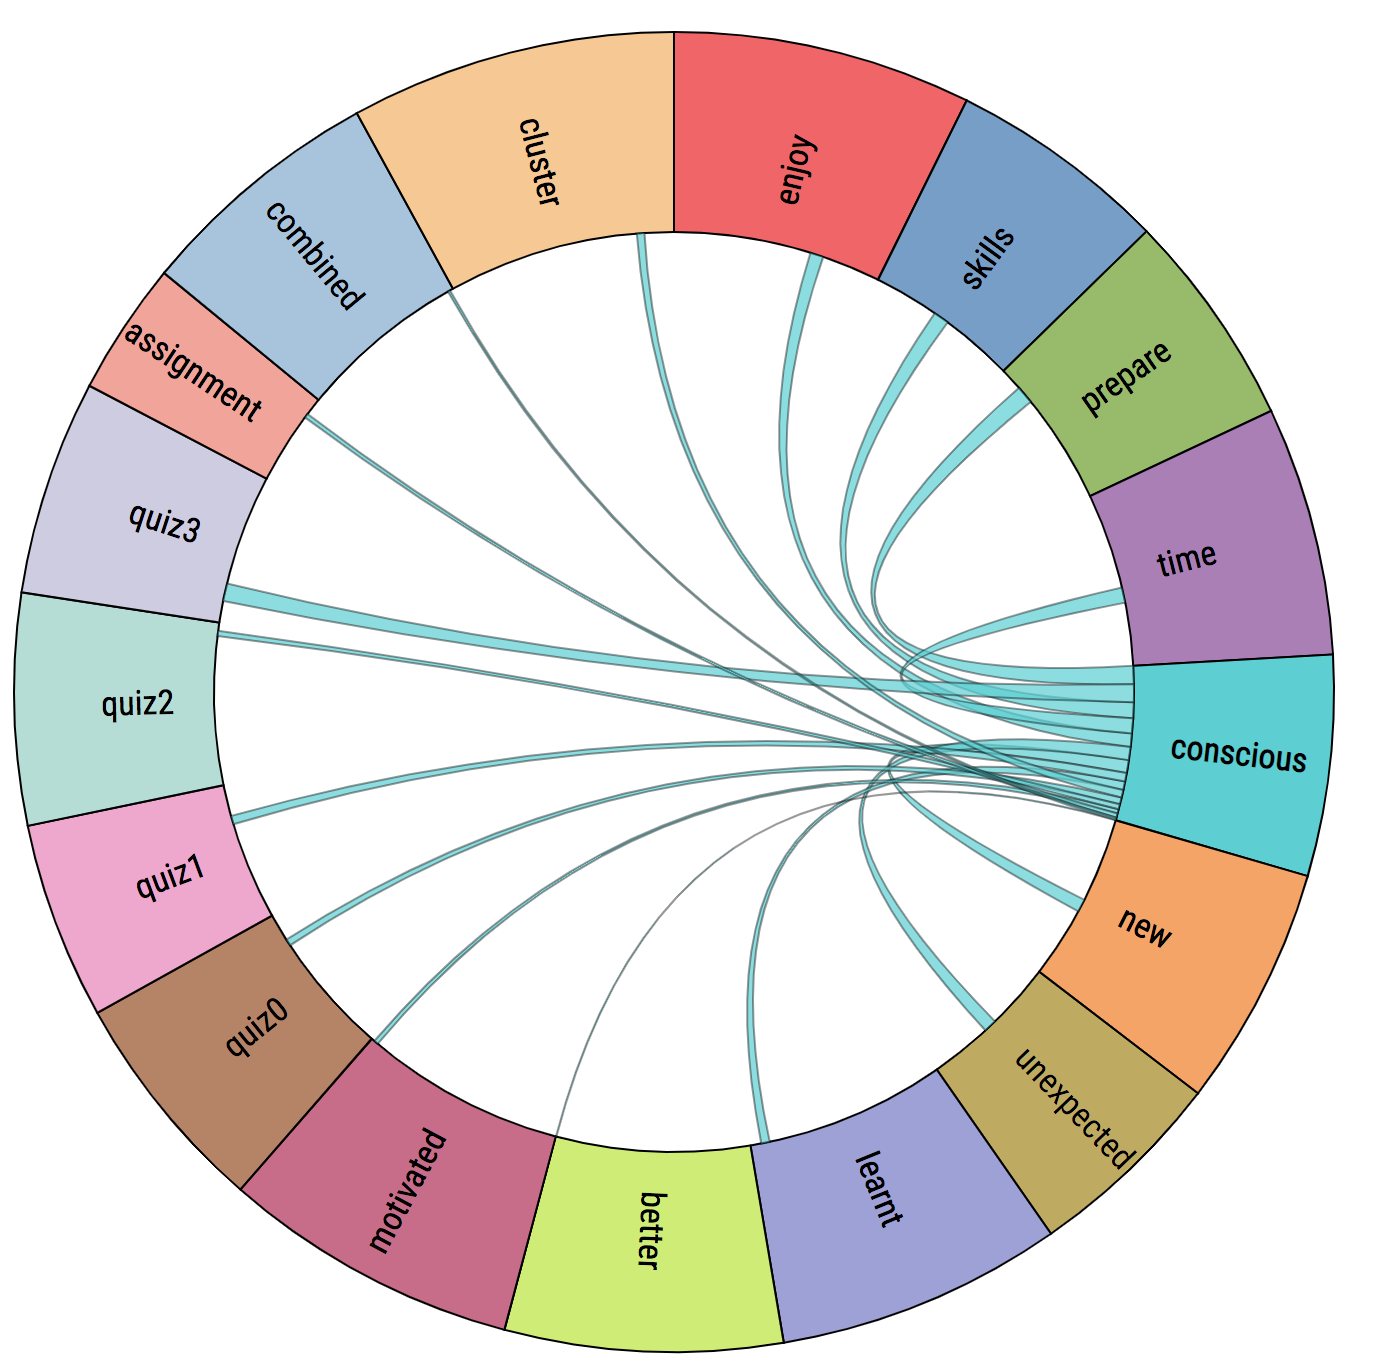 enjoy
skills
prepare
time
conscious
new
unexpected
learnt
better
motivated
quiz0
quiz1
quiz2
quiz3
assignment
combined
cluster